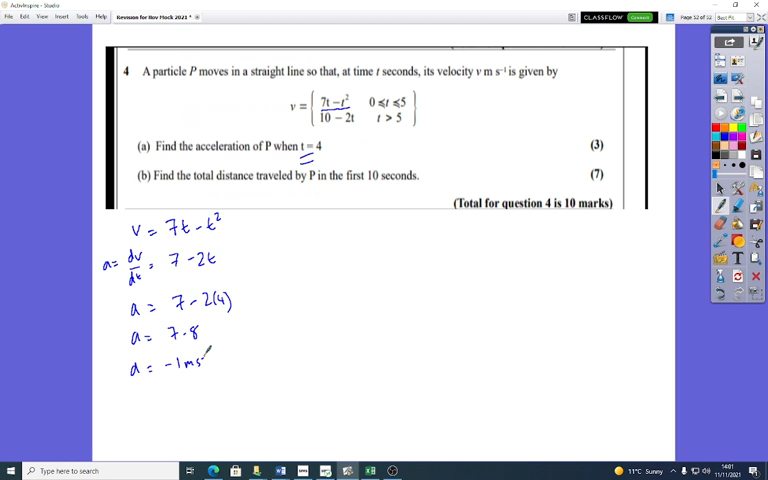 ActivInspire - Studio
File Edit View Insert Tools Help
Revision for Nov Mock 2021 *
CLASSFLOW Connect
Page 52 of 52
Best Fit
4 A particle P moves in a straight line so that, at time t seconds, its velocity v m s⁻¹ is given by
v = { 7t – t² 0 ⩽ t ⩽ 5
10 – 2t t > 5 }
(a) Find the acceleration of P when t = 4 (3)
(b) Find the total distance traveled by P in the first 10 seconds. (7)
(Total for question 4 is 10 marks)
v = 7t - t²
a = dv/dt = 7 - 2t
a = 7 - 2(4)
a = 7 - 8
a = -1ms
Type here to search
11°C Sunny
14:01
11/11/2021